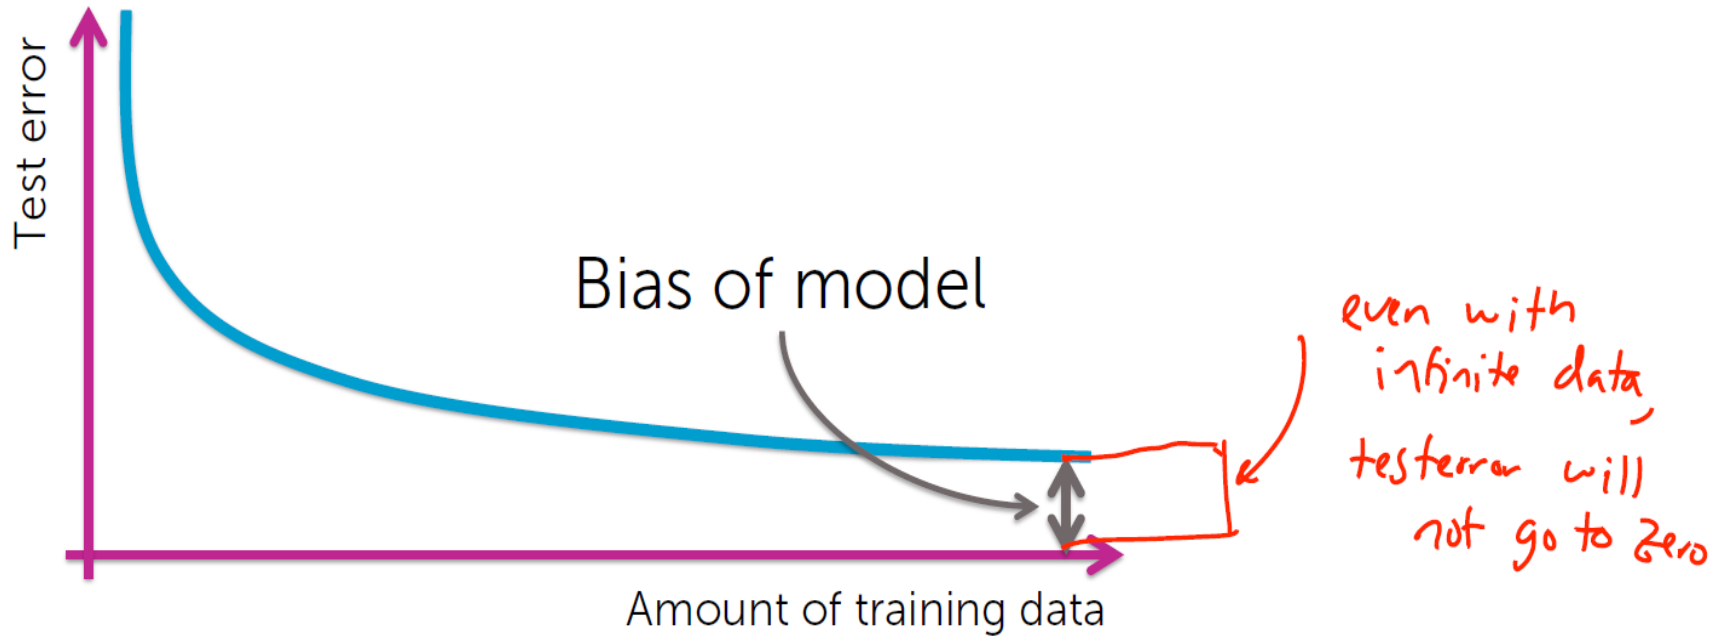 Test error
Bias of model
even with
infinite data,
testerror will
not go to zero
Amount of training data